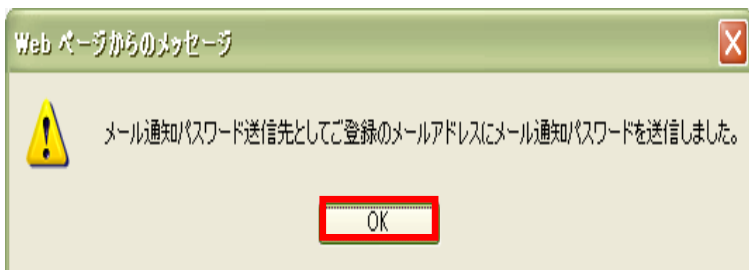 Web ページからのメッセージ
メール通知パスワード送信先としてご登録のメールアドレスにメール通知パスワードを送信しました。
OK